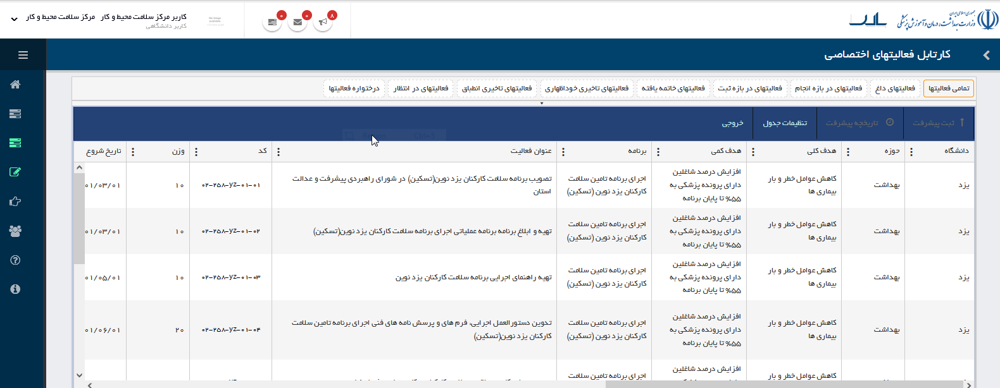 جمهوری اسلامی ایران
وزارت بهداشت، درمان و آموزش پزشکی
۸
۰
۰
کاربر مرکز سلامت محیط و کار مرکز سلامت محیط و کار
کاربر دانشگاهی
کارتابل فعالیتهای اختصاصی
تمامی فعالیتها
فعالیتهای داغ
فعالیتهای در بازه انجام
فعالیتهای در بازه ثبت
فعالیتهای خاتمه یافته
فعالیتهای تاخیری خوداظهاری
فعالیتهای تاخیری انطباق
فعالیتهای در انتظار
درختواره فعالیتها
ثبت پیشرفت
تاریخچه پیشرفت
تنظیمات جدول
خروجی
دانشگاه
حوزه
هدف کلی
هدف کمی
برنامه
عنوان فعالیت
کد
وزن
تاریخ شروع
یزد
بهداشت
کاهش عوامل خطر و بار
بیماری ها
افزایش درصد شاغلین
دارای پرونده پزشکی به
۵۵% تا پایان برنامه
اجرای برنامه تامین سلامت
کارکنان یزد نوین (تسکین)
تصویب برنامه سلامت کارکنان یزد نوین(تسکین) در شورای راهبردی پیشرفت و عدالت
استان
۰۲-۲۵۸-yz-۰۱-۰۱
۱۰
۰۱/۰۳/۰۱
یزد
بهداشت
کاهش عوامل خطر و بار
بیماری ها
افزایش درصد شاغلین
دارای پرونده پزشکی به
۵۵% تا پایان برنامه
اجرای برنامه تامین سلامت
کارکنان یزد نوین (تسکین)
تهیه و ابلاغ برنامه برنامه عملیاتی اجرای برنامه سلامت کارکنان یزد نوین(تسکین)
۰۲-۲۵۸-yz-۰۱-۰۲
۱۰
۰۱/۰۳/۰۱
یزد
بهداشت
کاهش عوامل خطر و بار
بیماری ها
افزایش درصد شاغلین
دارای پرونده پزشکی به
۵۵% تا پایان برنامه
اجرای برنامه تامین سلامت
کارکنان یزد نوین (تسکین)
تهیه راهنمای اجرایی برنامه سلامت کارکنان یزد نوین
۰۲-۲۵۸-yz-۰۱-۰۳
۱۰
۰۱/۰۵/۰۱
یزد
بهداشت
کاهش عوامل خطر و بار
بیماری ها
افزایش درصد شاغلین
دارای پرونده پزشکی به
۵۵% تا پایان برنامه
اجرای برنامه تامین سلامت
کارکنان یزد نوین (تسکین)
تدوین دستورالعمل اجرایی، فرم های و پرسش نامه های فنی اجرای برنامه تامین سلامت
کارکنان یزد نوین(تسکین)
۰۲-۲۵۸-yz-۰۱-۰۴
۲۰
۰۱/۰۶/۰۱
افزایش درصد شاغلین
اجرای برنامه تامین سلامت